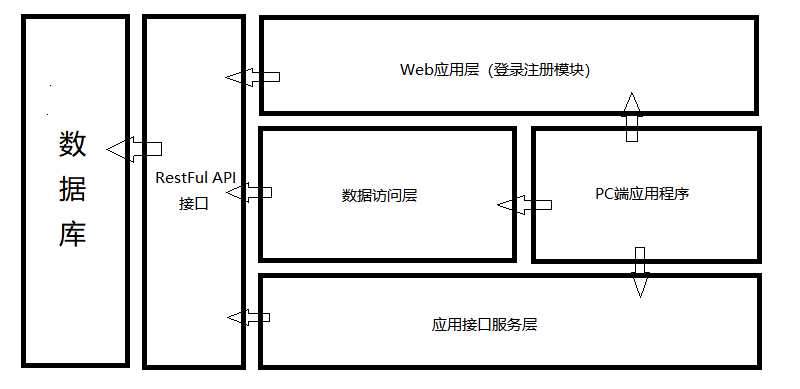 数
据
库
RestFul API
接口
Web应用层（登录注册模块）
数据访问层
PC端应用程序
应用接口服务层